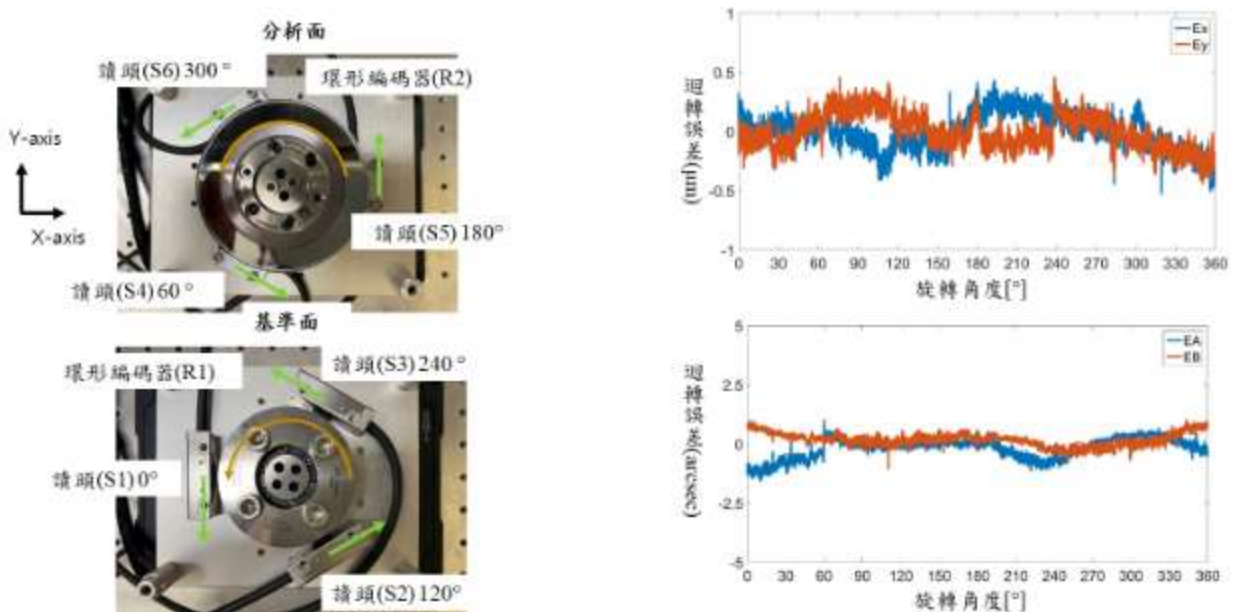 分析面
讀頭(S6) 300°
環形編碼器(R2)
Y-axis
X-axis
讀頭(S5) 180°
讀頭(S4) 60°
基準面
環形編碼器(R1)
讀頭(S3) 240°
讀頭(S1) 0°
讀頭(S2) 120°
1
0.5
0
-0.5
-1
迴轉誤差(μm)
Ex
Ey
0 30 60 90 120 150 180 210 240 270 300 330 360
旋轉角度[°]
5
2.5
0
-2.5
-5
迴轉誤差(arcsec)
EA
EB
0 30 60 90 120 150 180 210 240 270 300 330 360
旋轉角度[°]